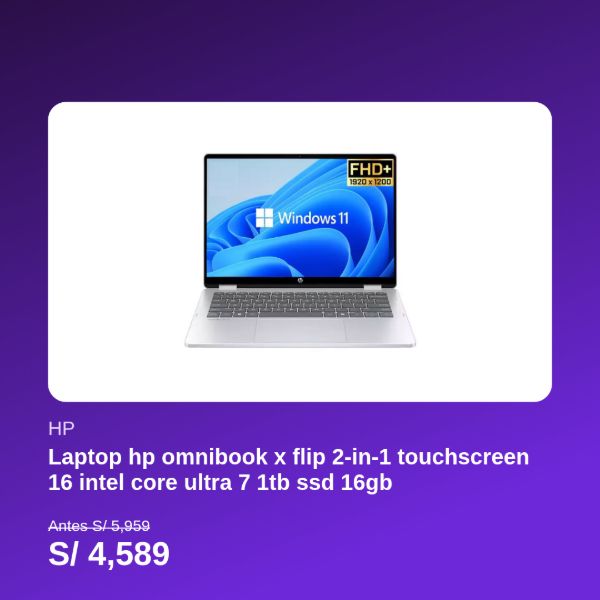 FHD+
1920 x 1200
Windows 11
hp
HP
Laptop hp omnibook x flip 2-in-1 touchscreen
16 intel core ultra 7 1tb ssd 16gb
Antes S/ 5,959
S/ 4,589